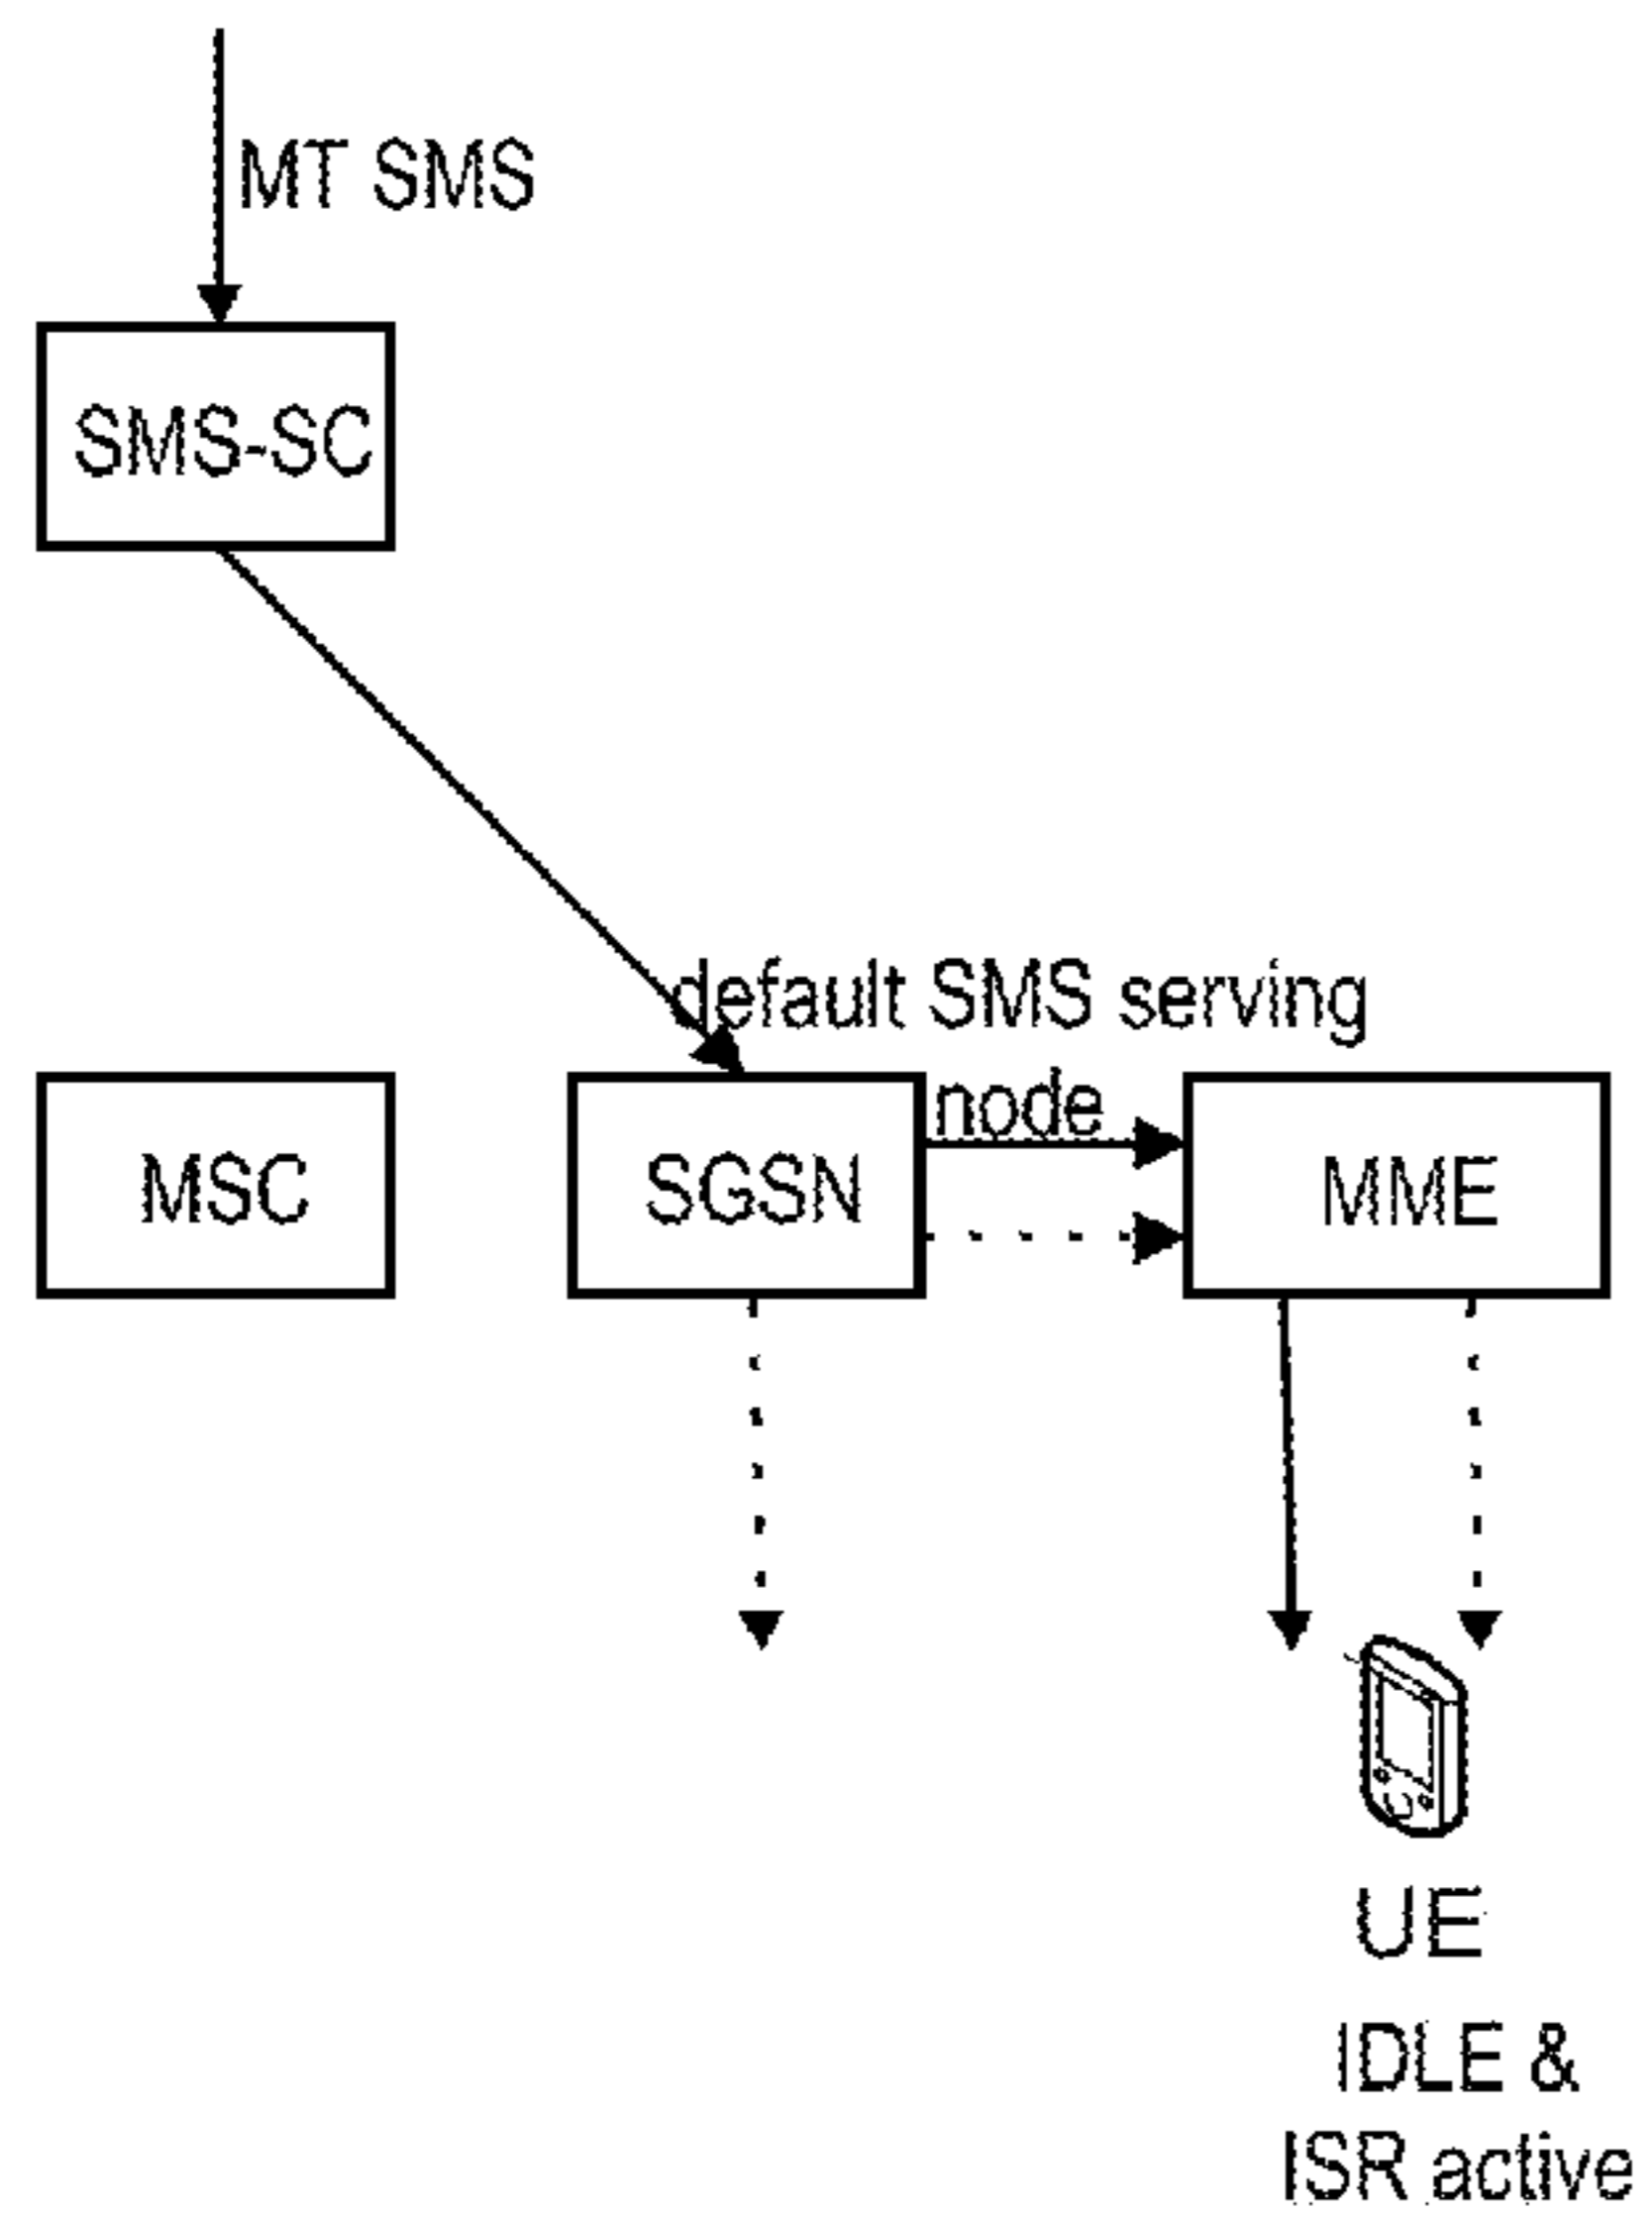 MT SMS
SMS-SC
default SMS serving
node
MSC
SGSN
MME
UE
IDLE &
ISR active